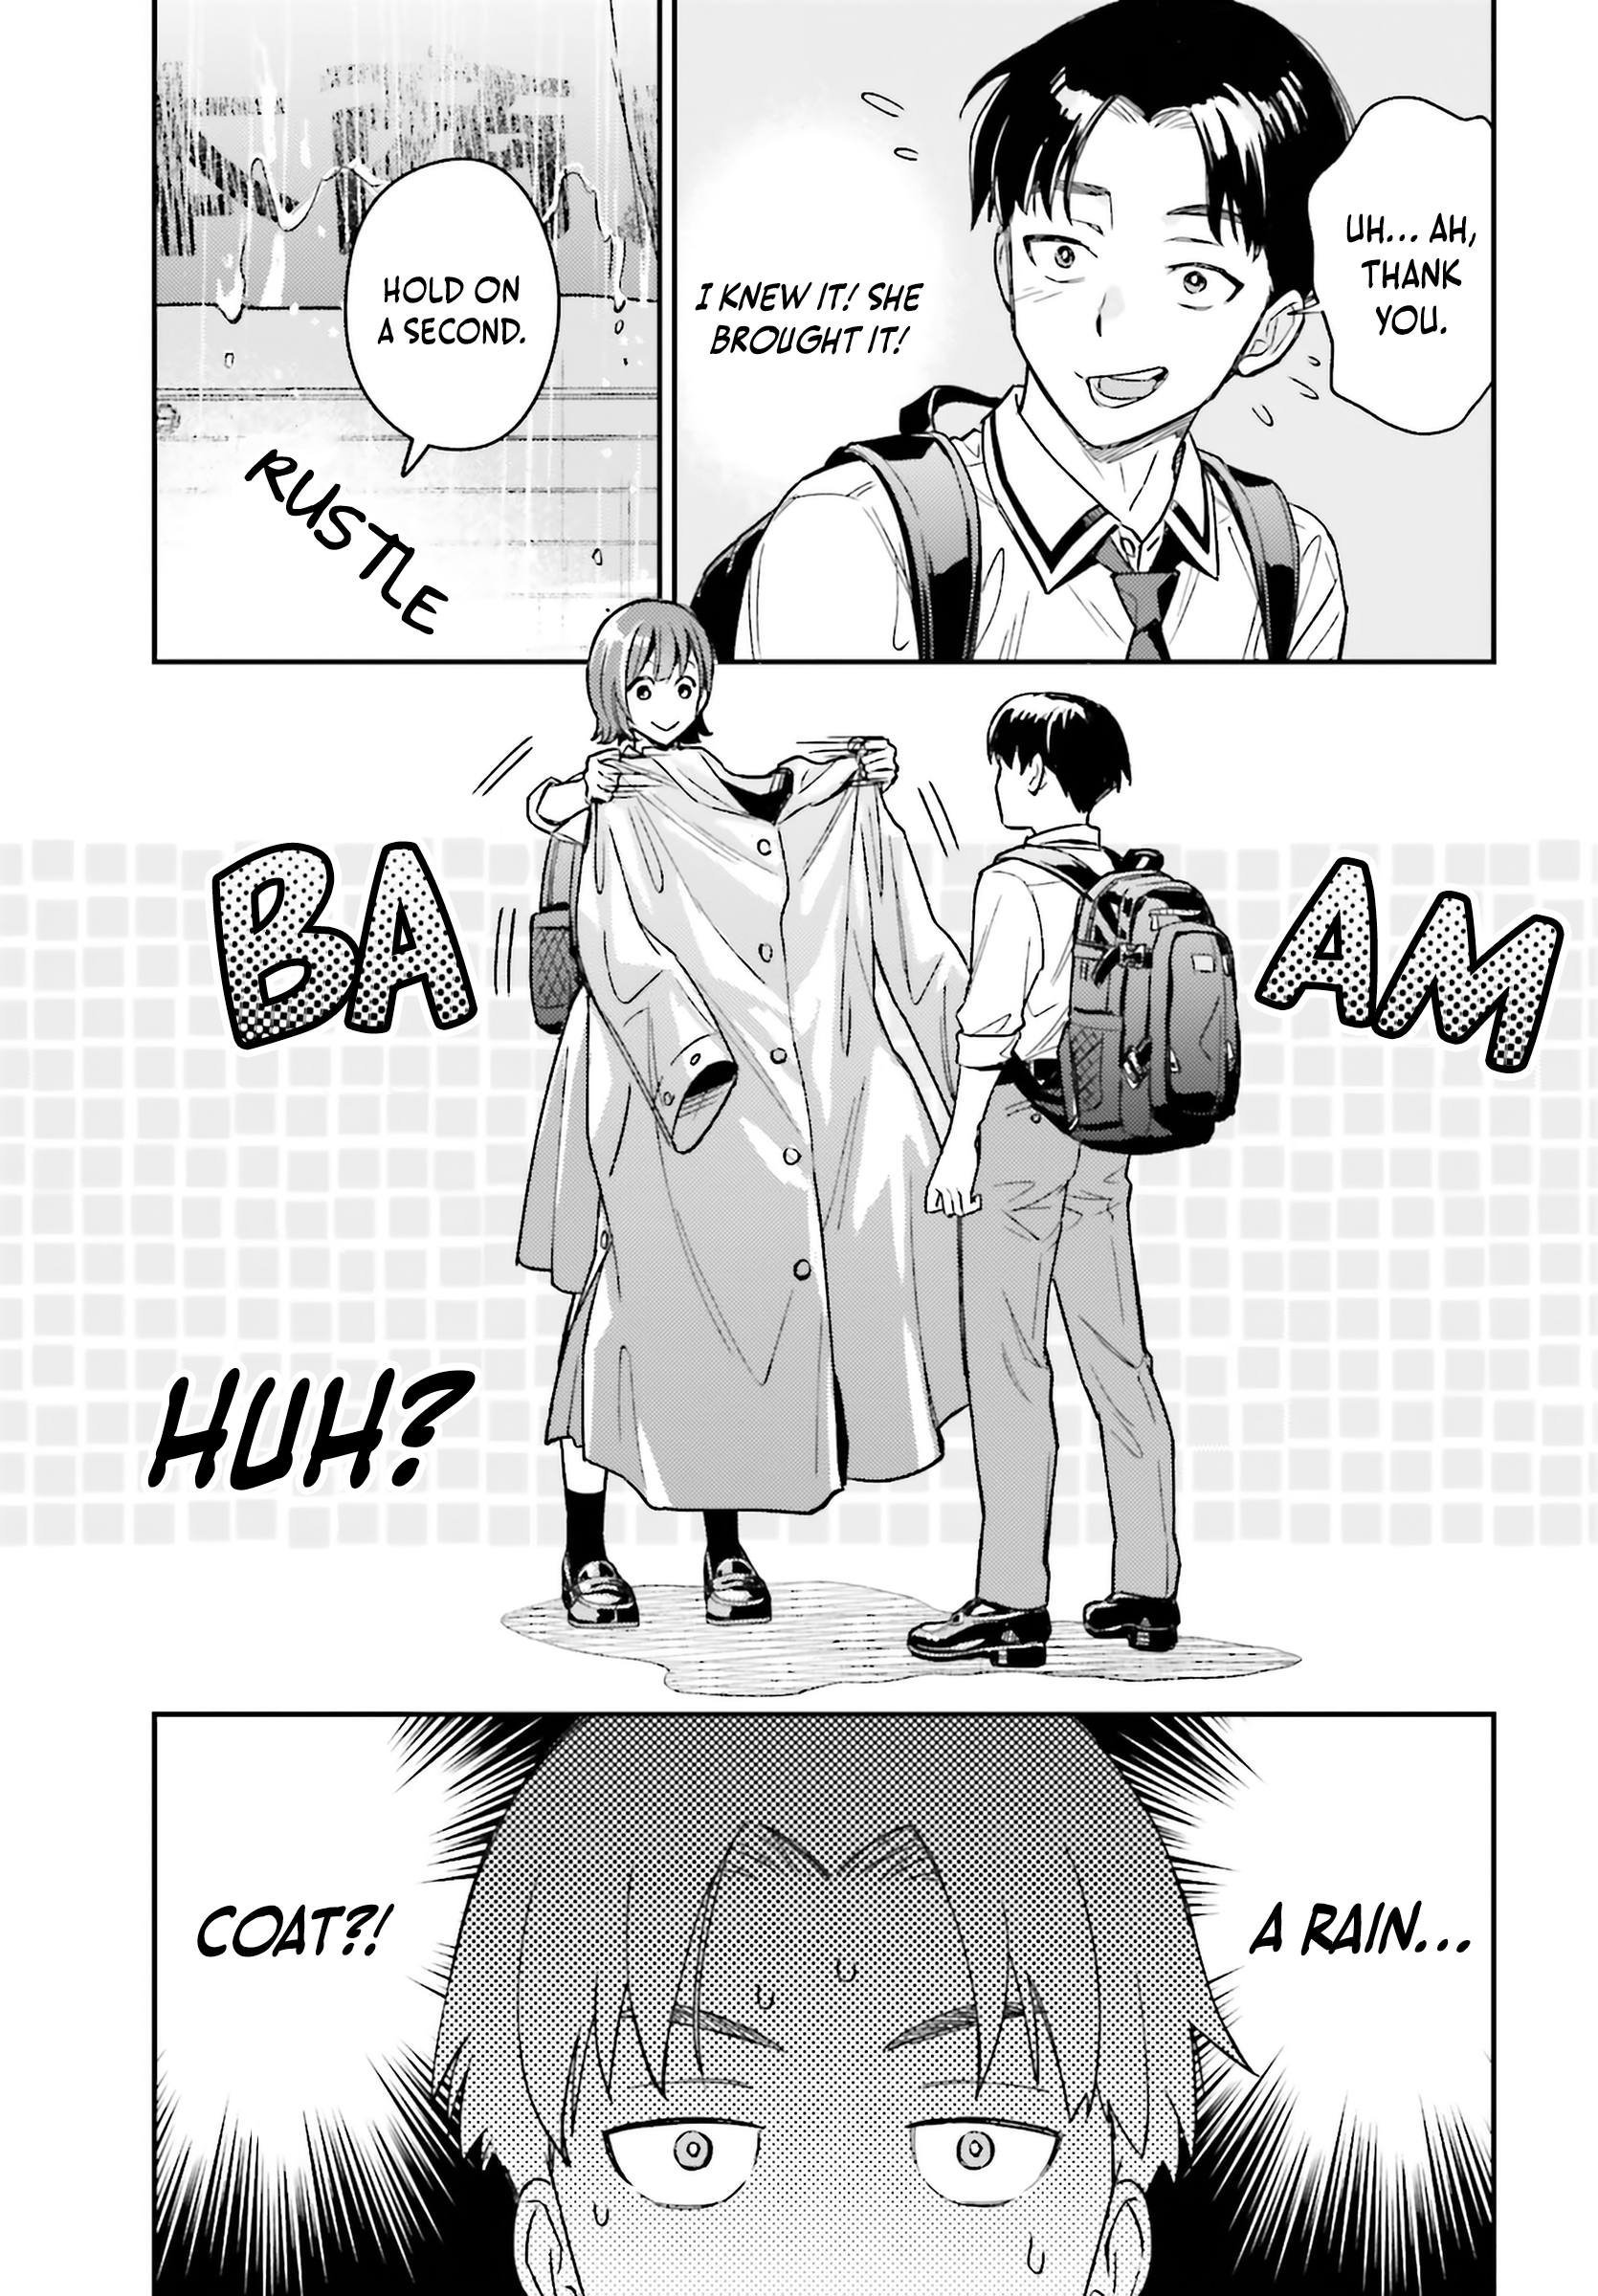 UH... AH,
THANK
YOU.
I KNEW IT! SHE
BROUGHT IT!
HOLD ON
A SECOND.
RUSTLE
BA
AM
HUH?
A RAIN...
COAT?!